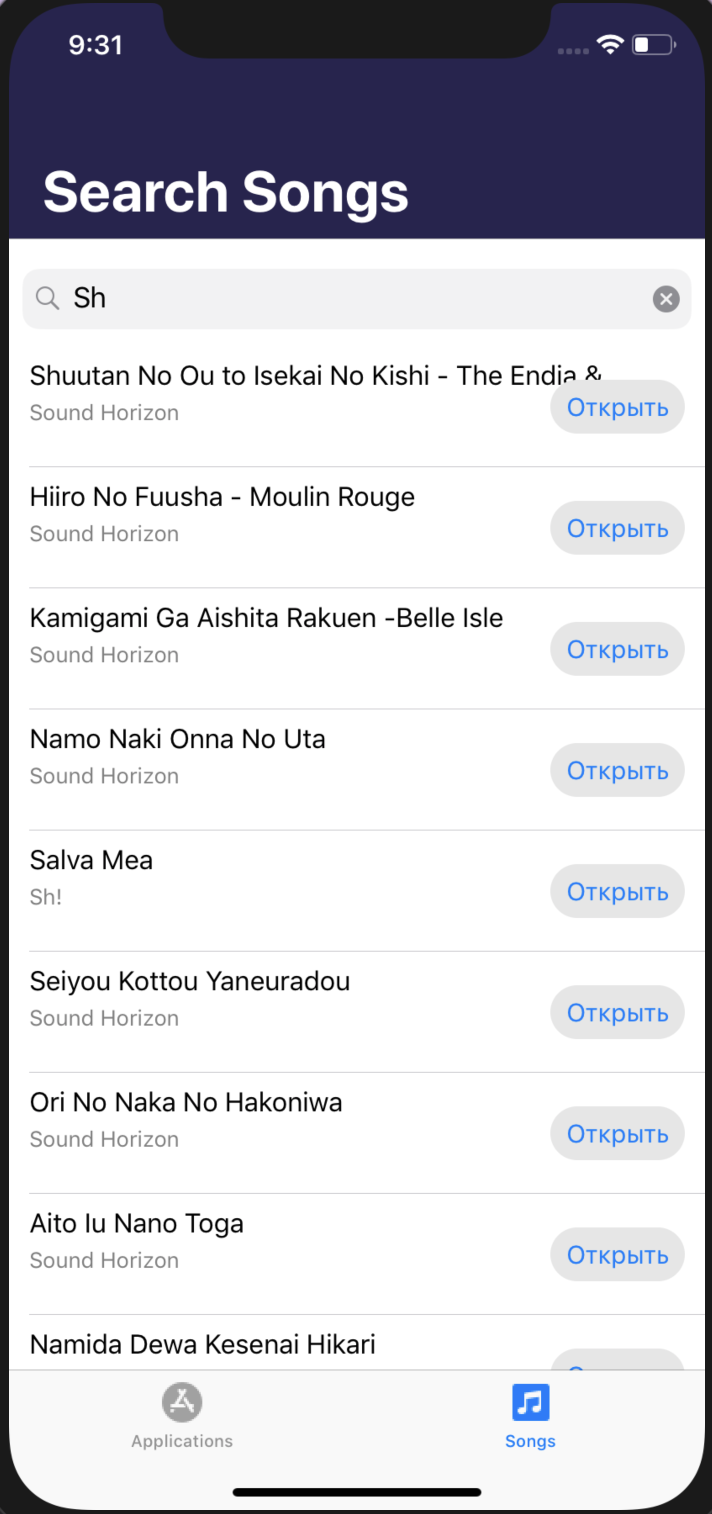 9:31
Search Songs
Sh
Shuutan No Ou to Isekai No Kishi - The Endia &
Sound Horizon
Открыть
Hiiro No Fuusha - Moulin Rouge
Sound Horizon
Открыть
Kamigami Ga Aishita Rakuen -Belle Isle
Sound Horizon
Открыть
Namo Naki Onna No Uta
Sound Horizon
Открыть
Salva Mea
Sh!
Открыть
Seiyou Kottou Yaneuradou
Sound Horizon
Открыть
Ori No Naka No Hakoniwa
Sound Horizon
Открыть
Aito Iu Nano Toga
Sound Horizon
Открыть
Namida Dewa Kesenai Hikari
Applications
Songs